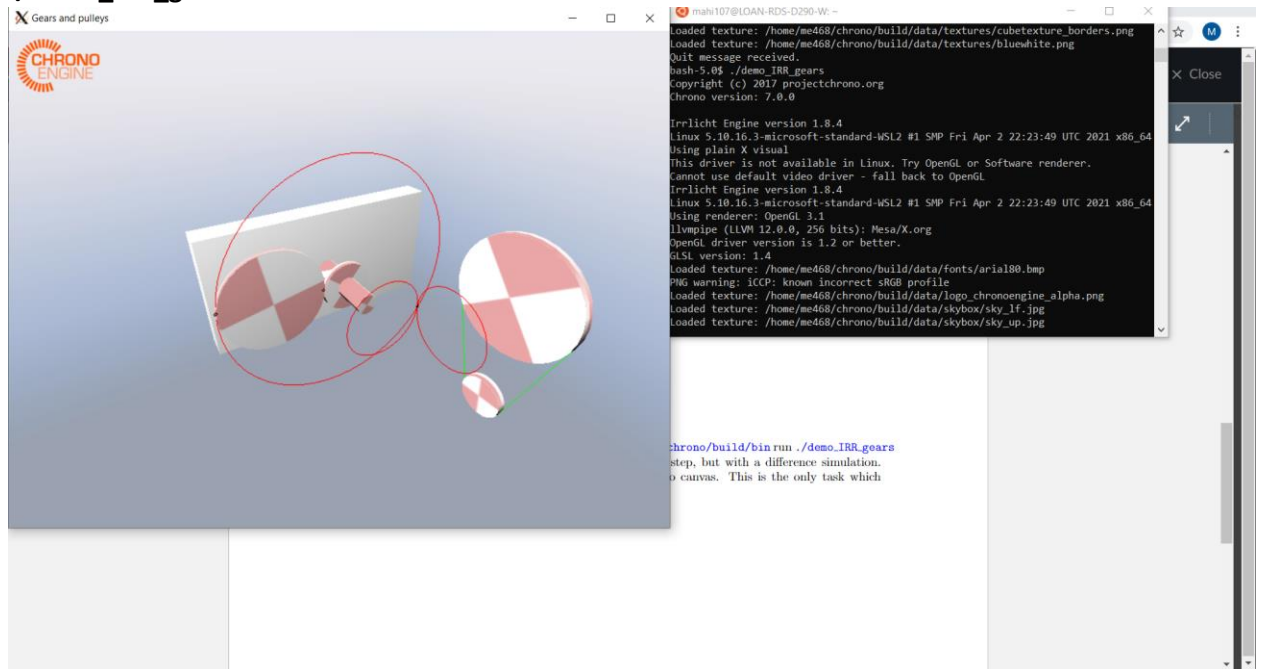 Gears and pulleys
CHRONO
ENGINE
mahi107@LOAN-RDS-D290-W: ~
Loaded texture: /home/me468/chrono/build/data/textures/cubetexture_borders.png
Loaded texture: /home/me468/chrono/build/data/textures/bluewhite.png
Quit message received.
bash-5.0$ ./demo_IRR_gears
Copyright (c) 2017 projectchrono.org
Chrono version: 7.0.0
Irrlicht Engine version 1.8.4
Linux 5.10.16.3-microsoft-standard-WSL2 #1 SMP Fri Apr 2 22:23:49 UTC 2021 x86_64
Using plain X visual
This driver is not available in Linux. Try OpenGL or Software renderer.
Cannot use default video driver - fall back to OpenGL
Irrlicht Engine version 1.8.4
Linux 5.10.16.3-microsoft-standard-WSL2 #1 SMP Fri Apr 2 22:23:49 UTC 2021 x86_64
Using renderer: OpenGL 3.1
llvmpipe (LLVM 12.0.0, 256 bits): Mesa/X.org
OpenGL driver version is 1.2 or better.
GLSL version: 1.4
Loaded texture: /home/me468/chrono/build/data/fonts/arial80.bmp
PNG warning: iCCP: known incorrect sRGB profile
Loaded texture: /home/me468/chrono/build/data/logo_chronoengine_alpha.png
Loaded texture: /home/me468/chrono/build/data/skybox/sky_lf.jpg
Loaded texture: /home/me468/chrono/build/data/skybox/sky_up.jpg
M
Close
chrono/build/bin run ./demo_IRR_gears
step, but with a difference simulation.
o canvas. This is the only task which